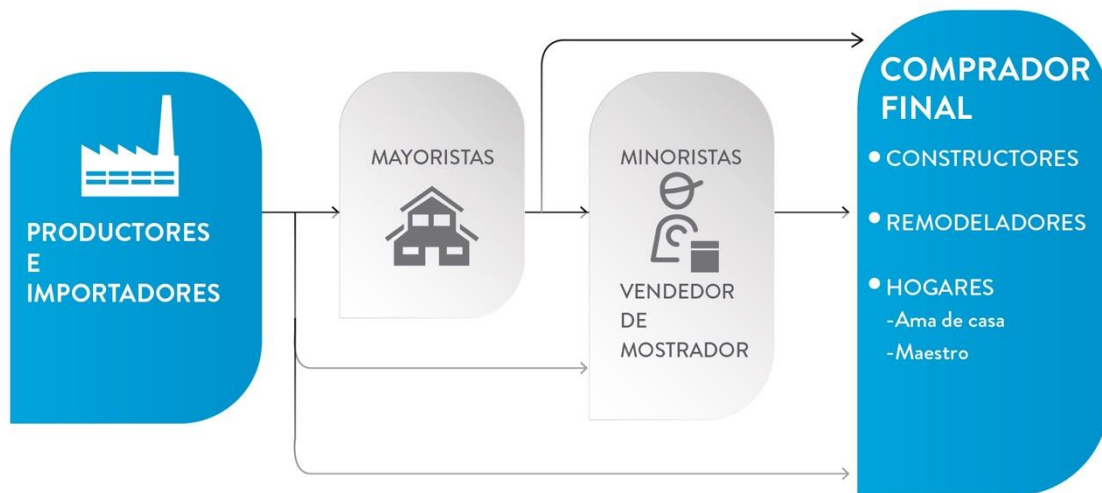 PRODUCTORES
E
IMPORTADORES
MAYORISTAS
MINORISTAS
VENDEDOR
DE
MOSTRADOR
COMPRADOR
FINAL
• CONSTRUCTORES
• REMODELADORES
• HOGARES
-Ama de casa
-Maestro